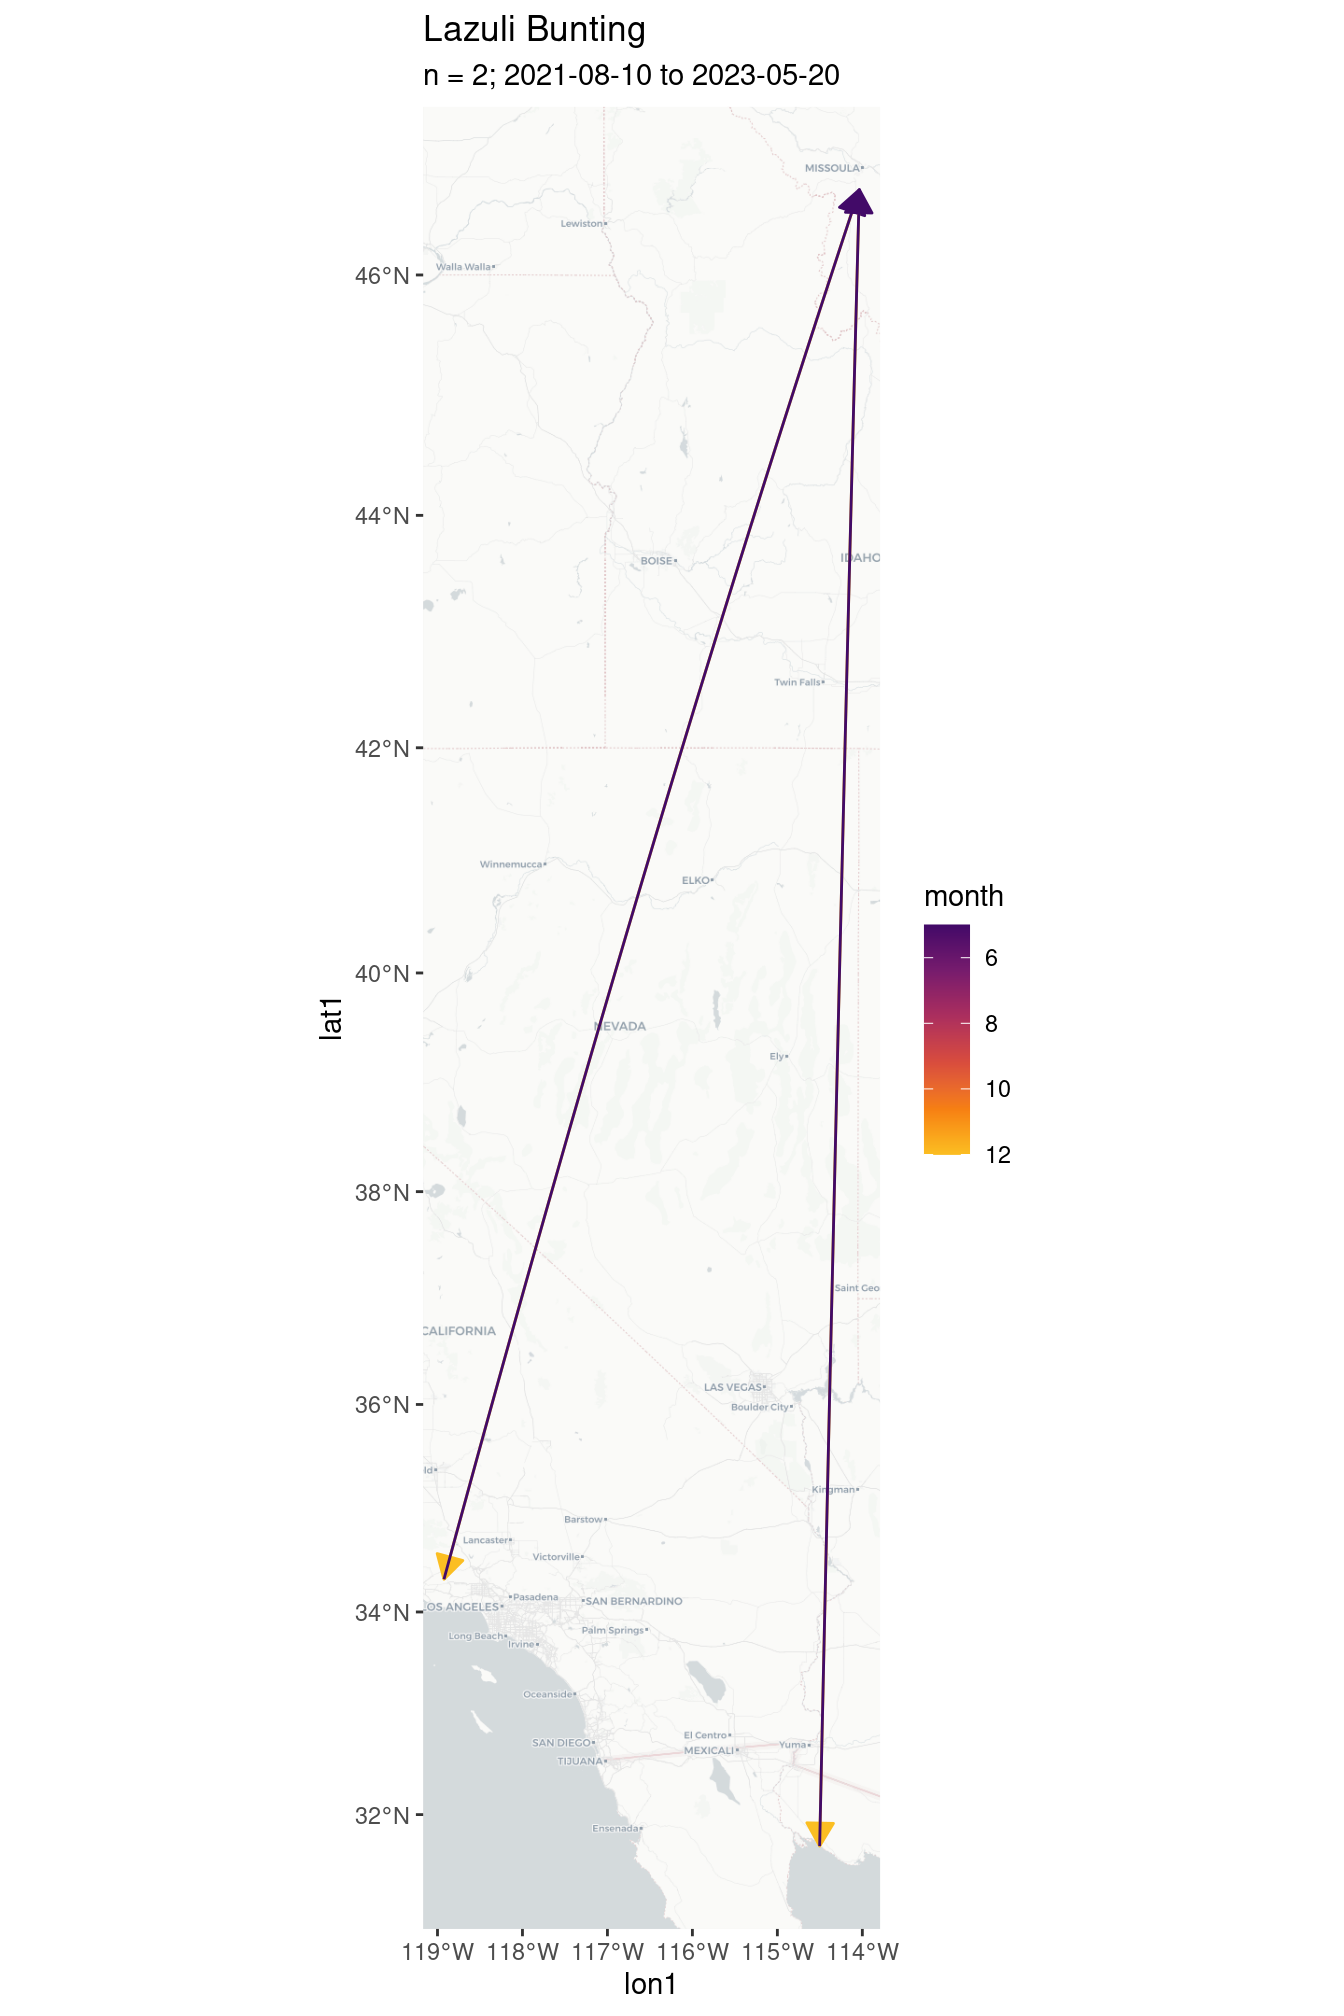 Lazuli Bunting
n = 2; 2021-08-10 to 2023-05-20
MISSOULA
Lewiston
Walla Walla
46°N
44°N
BOISE
IDAHO
Twin Falls
42°N
Winnemucca
ELKO
month
6
8
10
12
40°N
lat1
NEVADA
Ely
38°N
Saint Geo
CALIFORNIA
LAS VEGAS
Boulder City
36°N
ld
Kingman
Barstow
Lancaster
Victorville
Pasadena
SAN BERNARDINO
OS ANGELES
34°N
Palm Springs
Long Beach
Irvine
Oceanside
El Centro
SAN DIEGO
Yuma
MEXICALI
TIJUANA
32°N
Ensenada
119°W 118°W 117°W 116°W 115°W 114°W
lon1